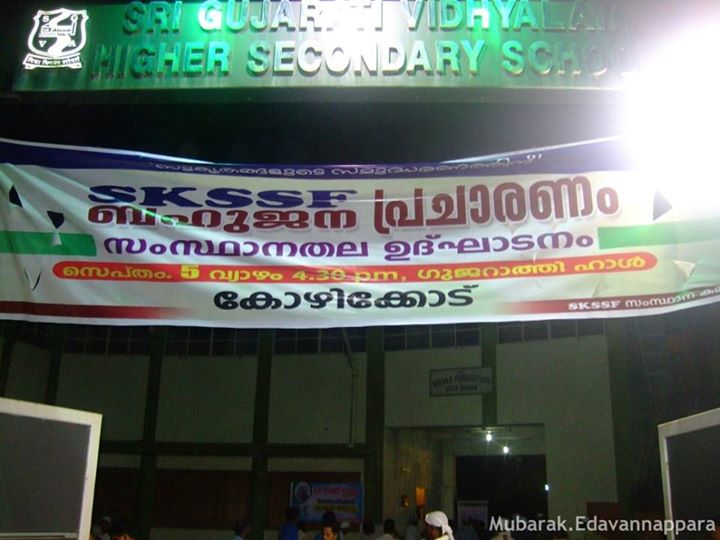 SRI GUJARATI VIDHYALAYA
HIGHER SECONDARY SCHOOL
SKSSF
ബഹുജന പ്രചാരണം
സംസ്ഥാനതല ഉദ്ഘാടനം
സെപ്തം. 5 വ്യാഴം 4.30 pm, ഗുജറാത്തി ഹാൾ
കോഴിക്കോട്
SKSSF സംസ്ഥാന
Mubarak.Edavannappara